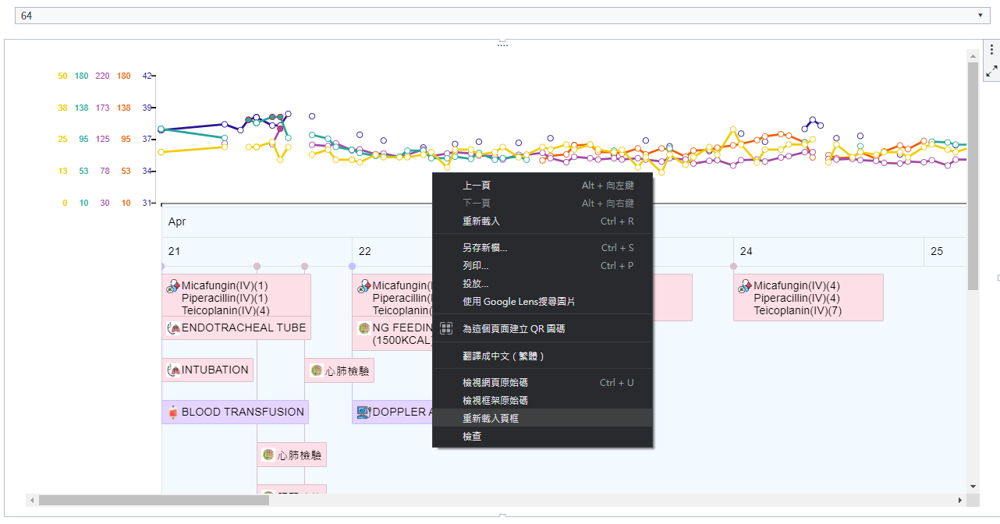 64
50 180 220 180 42
38 138 173 138 39
25 95 125 95 37
13 53 78 53 34
0 10 30 10 31
Apr
21 22 24 25
Micafungin(IV)(1)
Piperacillin(IV)(1)
Teicoplanin(IV)(4)
ENDOTRACHEAL TUBE
INTUBATION
BLOOD TRANSFUSION
心肺檢驗
Micafungin(
Piperacillin(
Teicoplanin(
NG FEEDIN
(1500KCAL)
心肺檢驗
DOPPLER A
Micafungin(IV)(4)
Piperacillin(IV)(4)
Teicoplanin(IV)(7)
上一頁 Alt + 向左鍵
下一頁 Alt + 向右鍵
重新載入 Ctrl + R
另存新檔... Ctrl + S
列印... Ctrl + P
投放...
使用 Google Lens搜尋圖片
為這個頁面建立 QR 圖碼
翻譯成中文 ( 繁體 )
檢視網頁原始碼 Ctrl + U
檢視框架原始碼
重新載入頁框
檢查